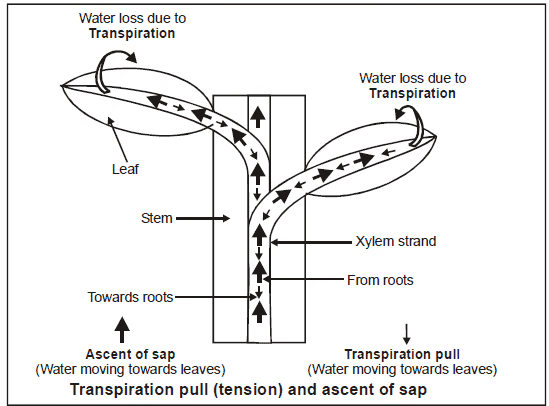 Water loss due to
Transpiration
Water loss due to
Transpiration
Leaf
Stem
Xylem strand
From roots
Towards roots
Ascent of sap
(Water moving towards leaves)
Transpiration pull
(Water moving towards leaves)
Transpiration pull (tension) and ascent of sap